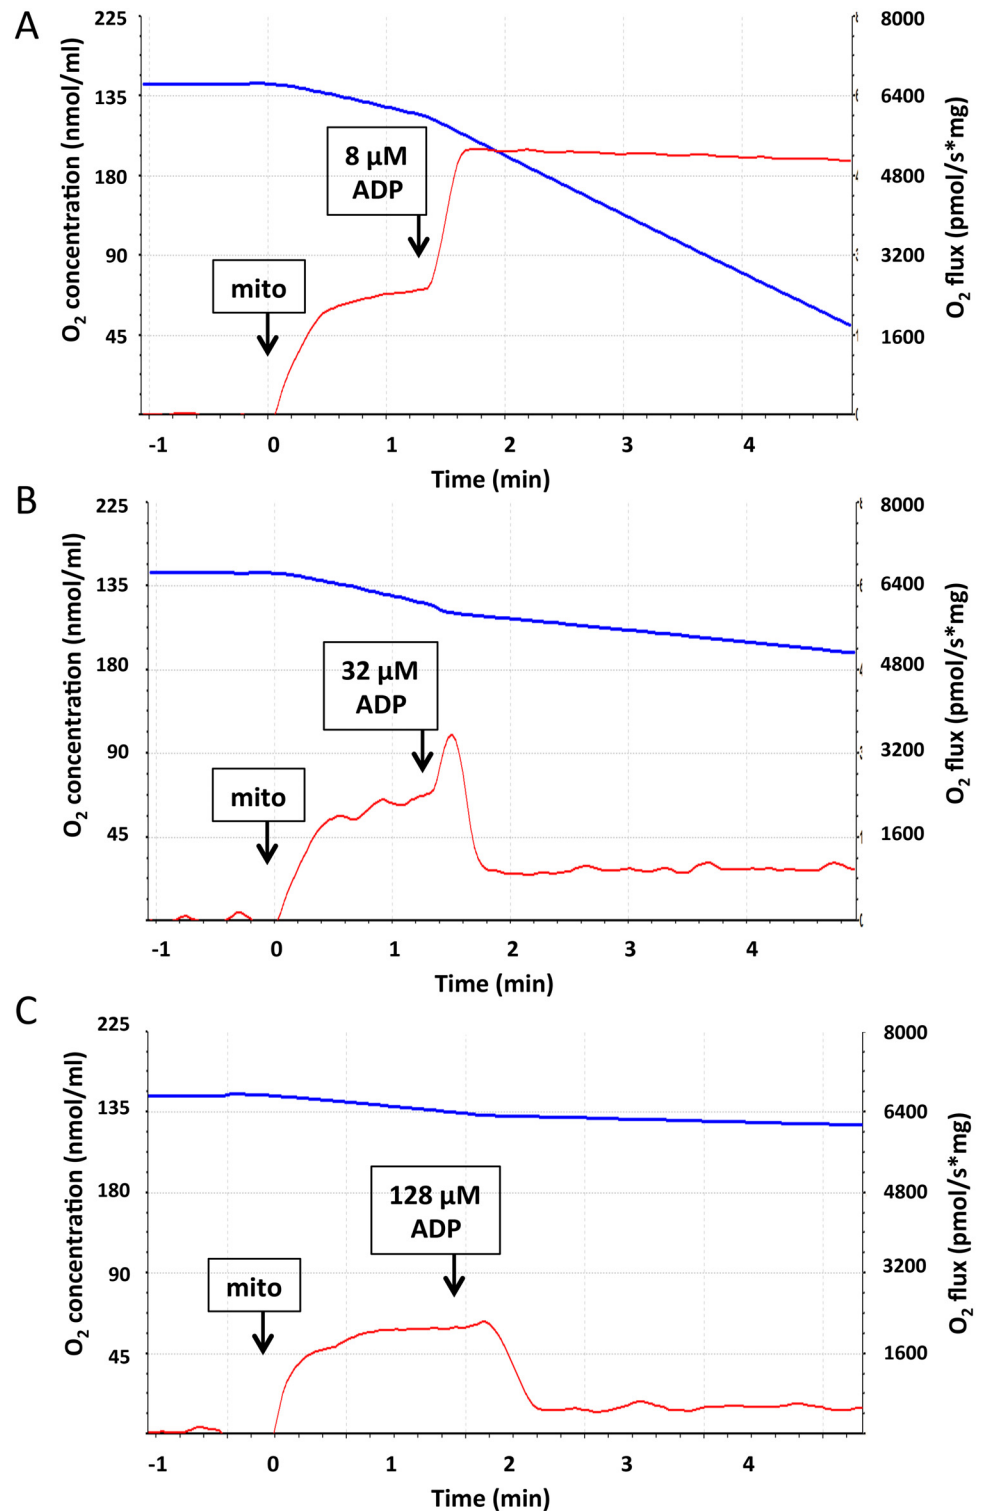 A
O2 concentration (nmol/ml)
225
135
180
90
45
8 µM
ADP
mito
8000
6400
4800
3200
1600
O2 flux (pmol/s*mg)
-1 0 1 2 3 4
Time (min)
B
O2 concentration (nmol/ml)
225
135
180
90
45
32 µM
ADP
mito
8000
6400
4800
3200
1600
O2 flux (pmol/s*mg)
-1 0 1 2 3 4
Time (min)
C
O2 concentration (nmol/ml)
225
135
180
90
45
128 µM
ADP
mito
8000
6400
4800
3200
1600
O2 flux (pmol/s*mg)
-1 0 1 2 3 4
Time (min)